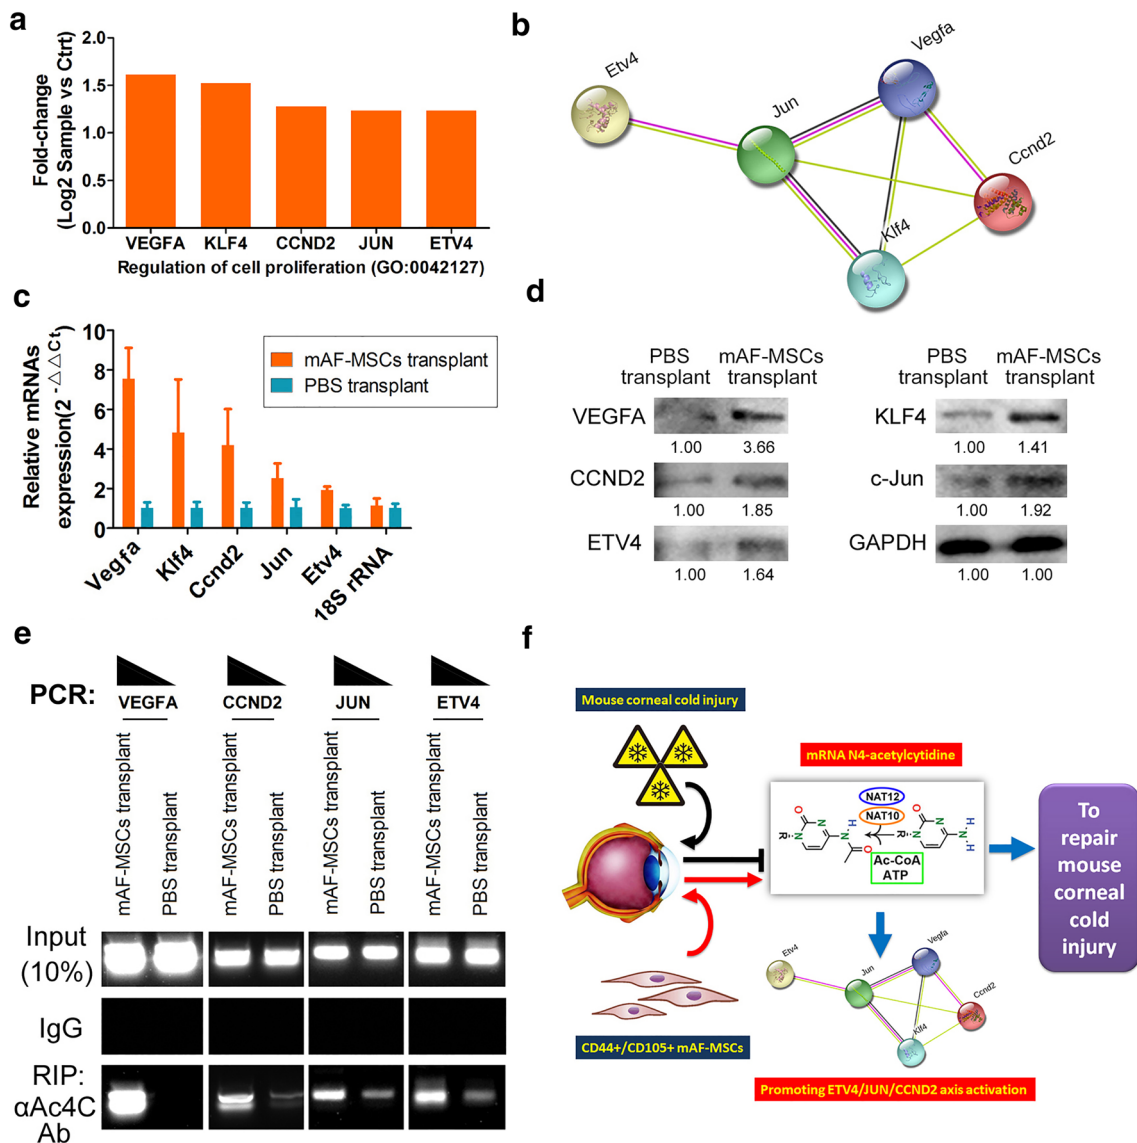 a
Fold-change
(Log2 Sample vs Ctrt)
2.0
1.5
1.0
0.5
0.0
VEGFA KLF4 CCND2 JUN ETV4
Regulation of cell proliferation (GO:0042127)
b
Etv4
Jun
Vegfa
Ccnd2
Klf4
c
Relative mRNAs
expression(2 -△△Ct)
10
8
6
4
2
0
mAF-MSCs transplant
PBS transplant
Vegfa
Klf4
Ccnd2
Jun
Etv4
18S rRNA
d
PBS transplant
mAF-MSCs transplant
VEGFA
1.00 3.66
CCND2
1.00 1.85
ETV4
1.00 1.64
PBS transplant
mAF-MSCs transplant
KLF4
1.00 1.41
c-Jun
1.00 1.92
GAPDH
1.00 1.00
e
PCR:
VEGFA CCND2 JUN ETV4
mAF-MSCs transplant
PBS transplant
mAF-MSCs transplant
PBS transplant
mAF-MSCs transplant
PBS transplant
mAF-MSCs transplant
PBS transplant
Input
(10%)
IgG
RIP:
αAc4C
Ab
f
Mouse corneal cold injury
CD44+/CD105+ mAF-MSCs
mRNA N4-acetylcytidine
NAT12
NAT10
Ac-CoA
ATP
O
N
R
N
N
H
O
O
N
R
N
N
H
H
Etv4
Jun
Vegfa
Ccnd2
Klf4
Promoting ETV4/JUN/CCND2 axis activation
To
repair
mouse
corneal
cold
injury